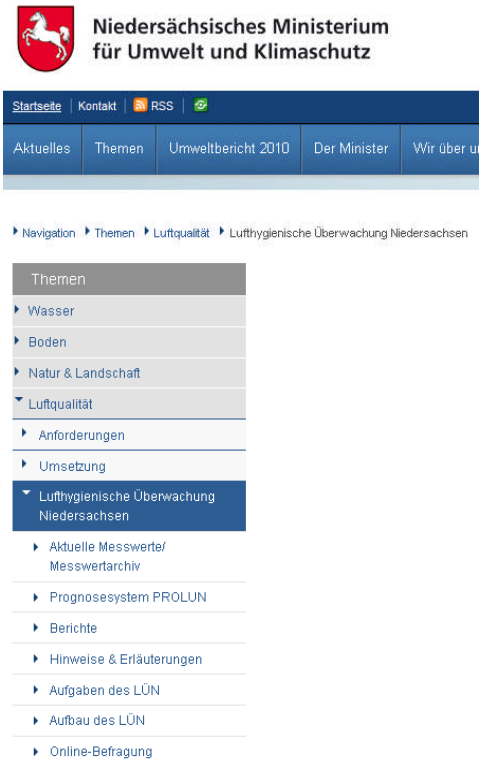 Niedersächsisches Ministerium
für Umwelt und Klimaschutz
Startseite | Kontakt | RSS |
Aktuelles Themen Umweltbericht 2010 Der Minister Wir über u
Navigation Themen Luftqualität Lufthygienische Überwachung Niedersachsen
Themen
Wasser
Boden
Natur & Landschaft
Luftqualität
Anforderungen
Umsetzung
Lufthygienische Überwachung
Niedersachsen
Aktuelle Messwerte/
Messwertarchiv
Prognosesystem PROLUN
Berichte
Hinweise & Erläuterungen
Aufgaben des LÜN
Aufbau des LÜN
Online-Befragung